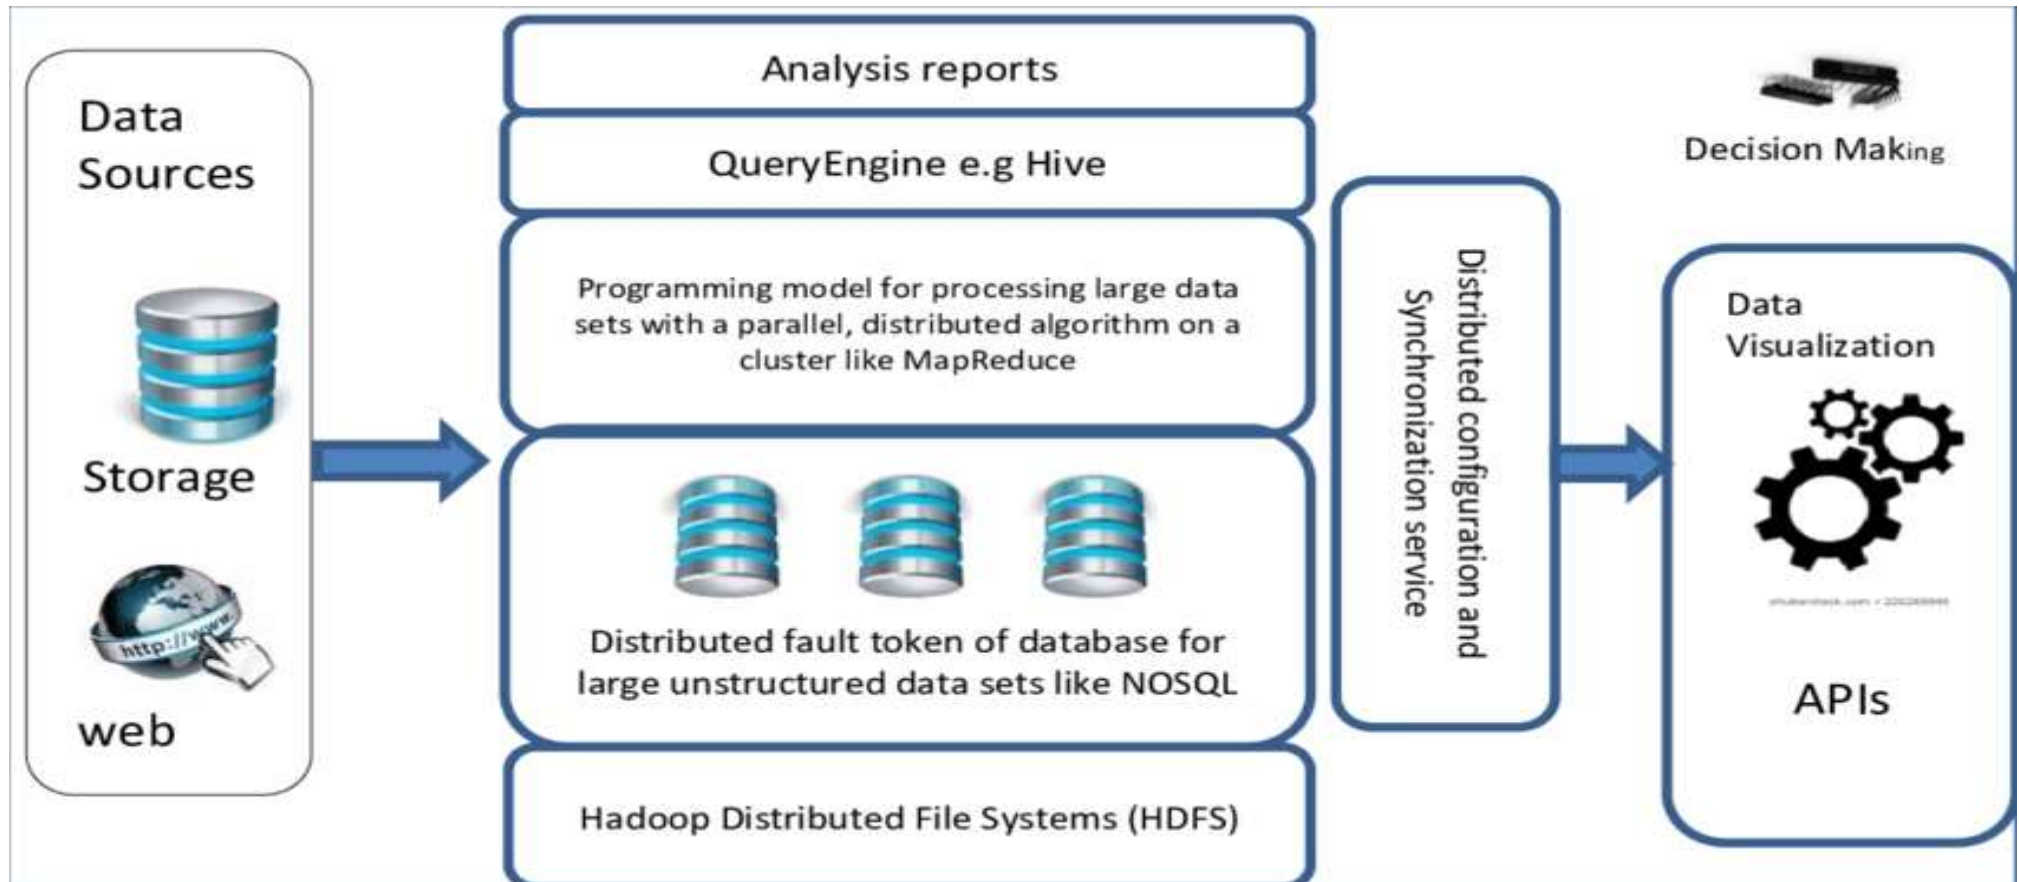 Data
Sources
Storage
http://www.
web
Analysis reports
QueryEngine e.g Hive
Programming model for processing large data
sets with a parallel, distributed algorithm on a
cluster like MapReduce
Distributed fault token of database for
large unstructured data sets like NOSQL
Hadoop Distributed File Systems (HDFS)
Distributed configuration and
Synchronization service
Decision Making
Data
Visualization
APIs